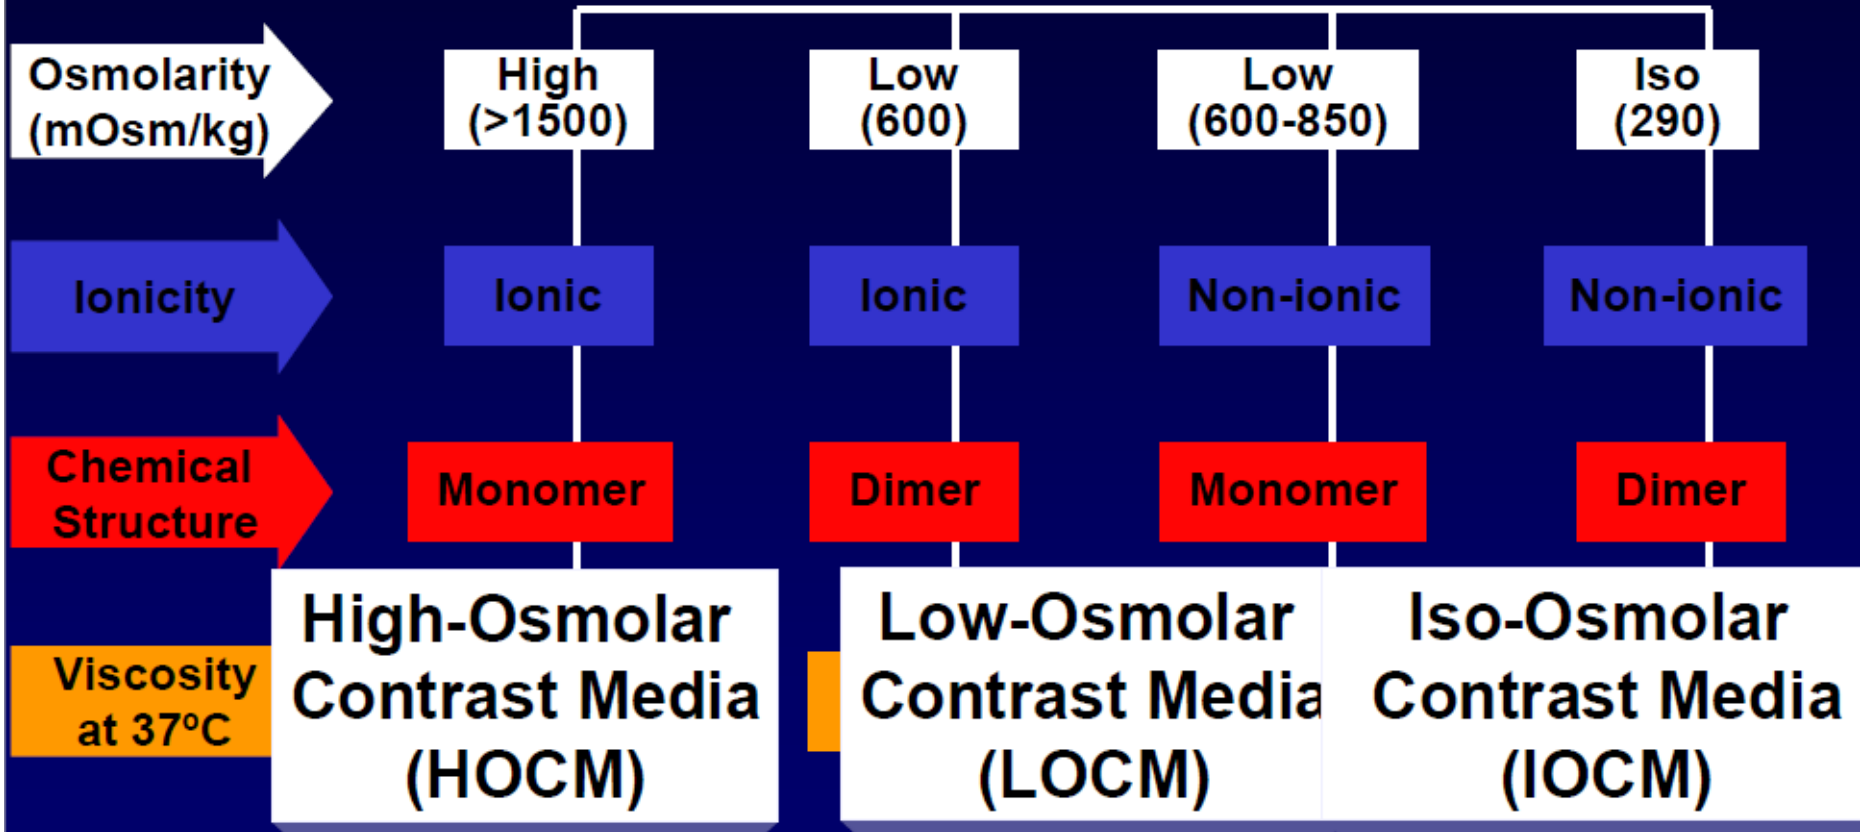 Osmolarity
(mOsm/kg)
High
(>1500)
Low
(600)
Low
(600-850)
Iso
(290)
Ionicity
Ionic
Ionic
Non-ionic
Non-ionic
Chemical
Structure
Monomer
Dimer
Monomer
Dimer
Viscosity
at 37ºC
High-Osmolar
Contrast Media
(HOCM)
Low-Osmolar
Contrast Media
(LOCM)
Iso-Osmolar
Contrast Media
(IOCM)